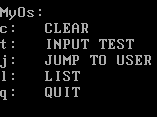 MyOs:
c: CLEAR
t: INPUT TEST
j: JUMP TO USER
l: LIST
q: QUIT